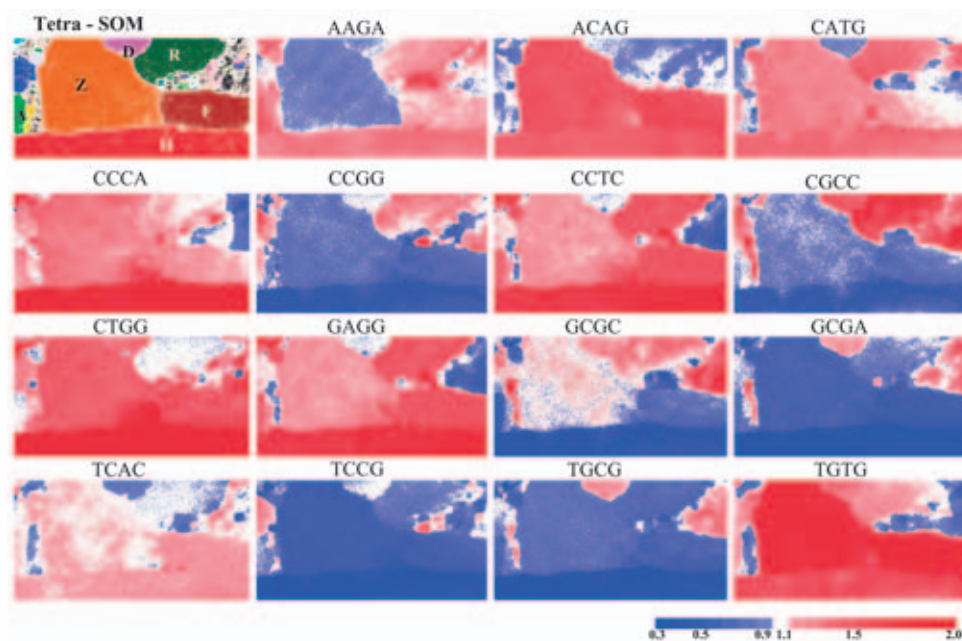 Tetra - SOM AAGA ACAG CATG
D R
Z
F
H
CCCA CCGG CCTC CGCC
CTGG GAGG GCGC GCGA
TCAC TCCG TGCG TGTG
0.3 0.5 0.9 1.1 1.5 2.0